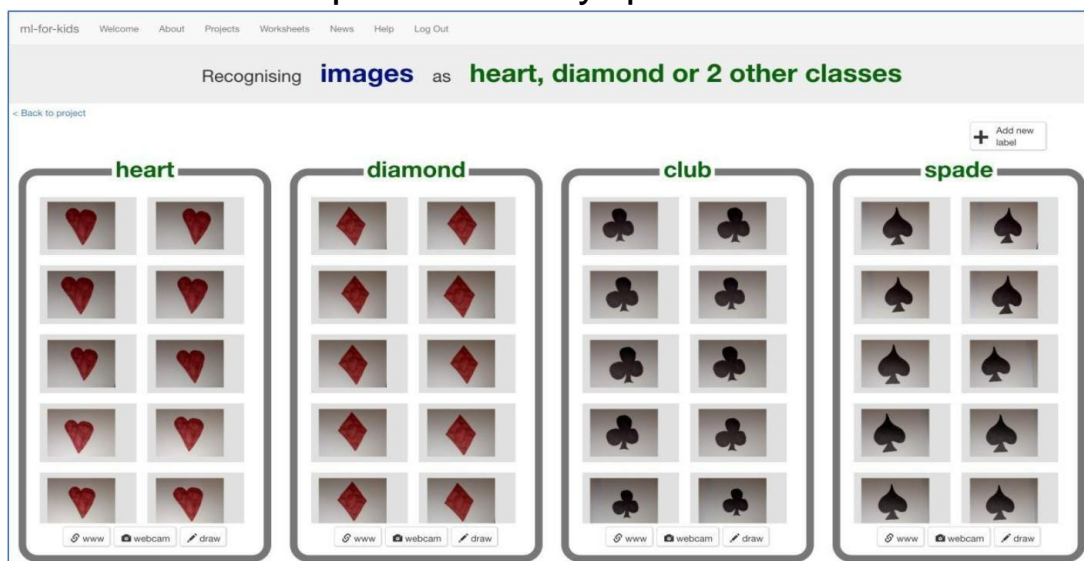 ml-for-kids Welcome About Projects Worksheets News Help Log Out
Recognising images as heart, diamond or 2 other classes
< Back to project
Add new
label
heart
diamond
club
spade
www webcam draw
www webcam draw
www webcam draw
www webcam draw